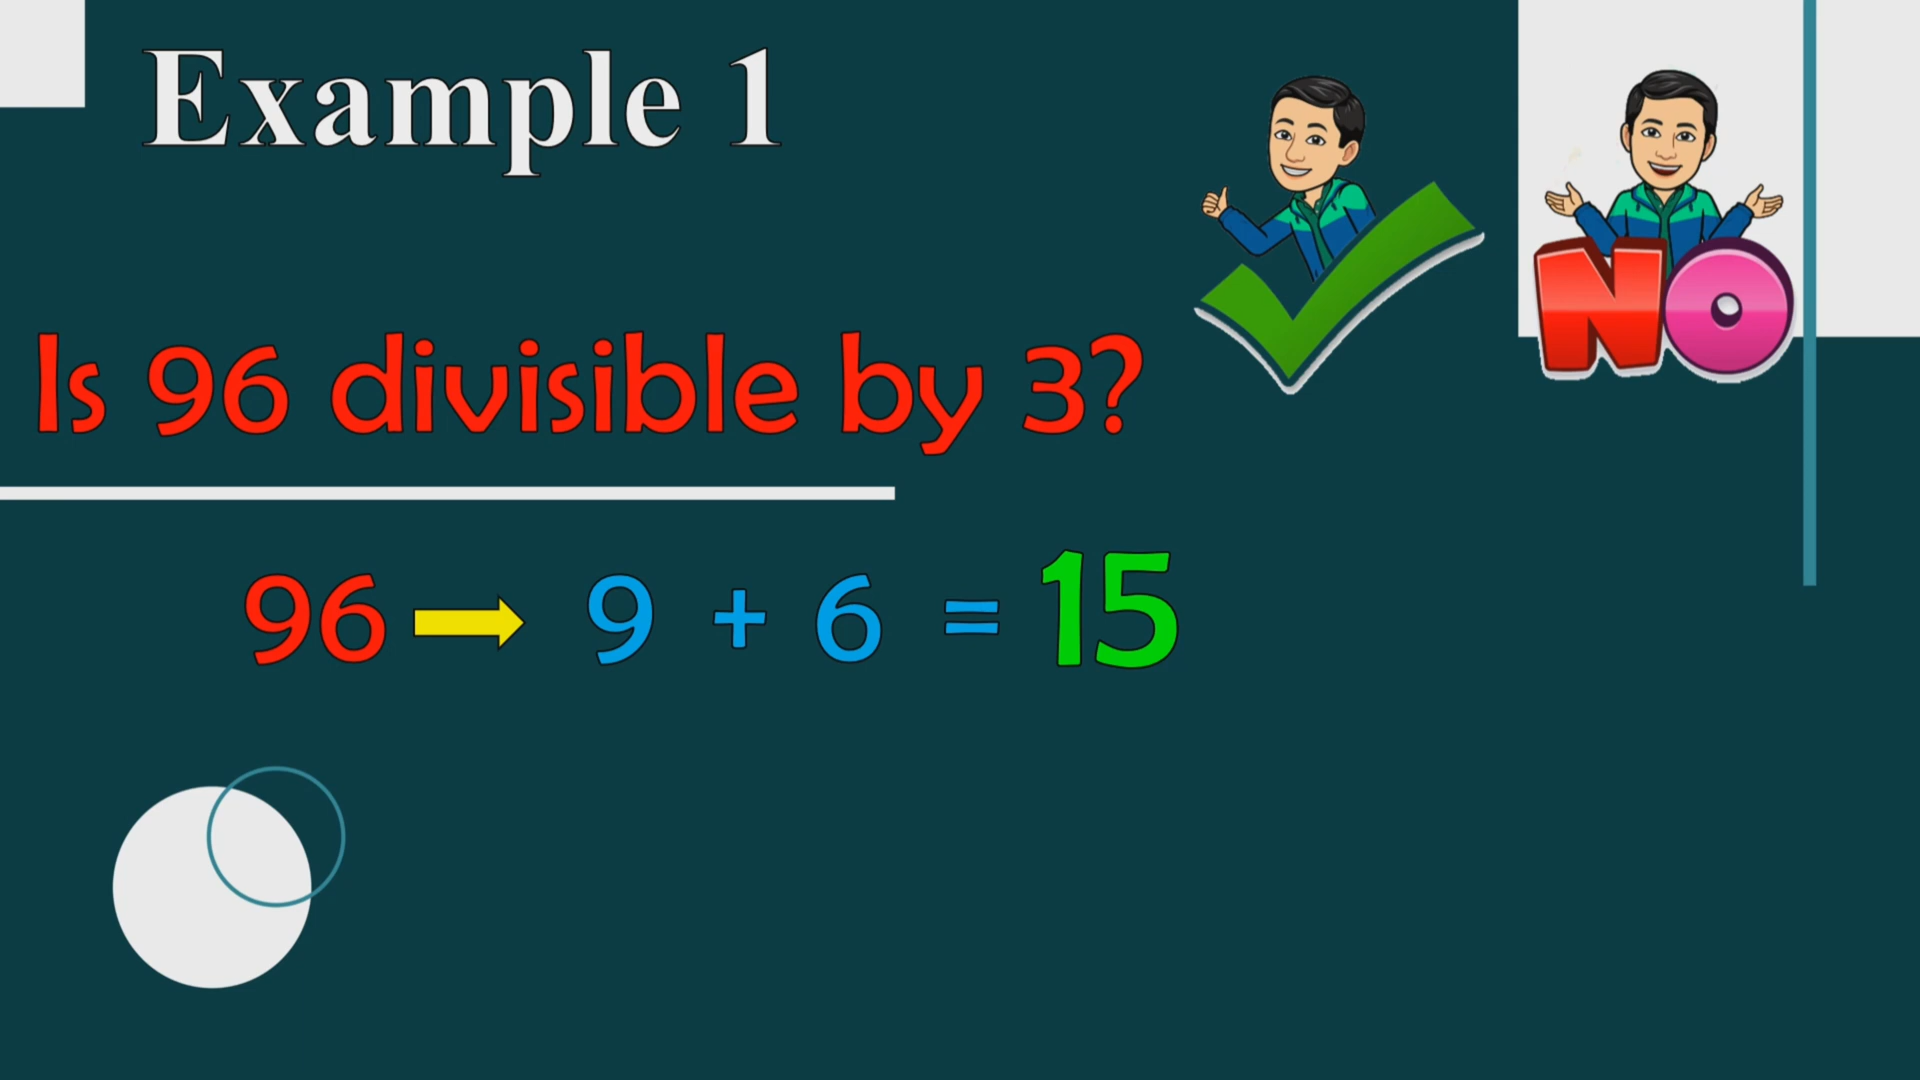 Example 1
NO
Is 96 divisible by 3?
96 → 9 + 6 = 15